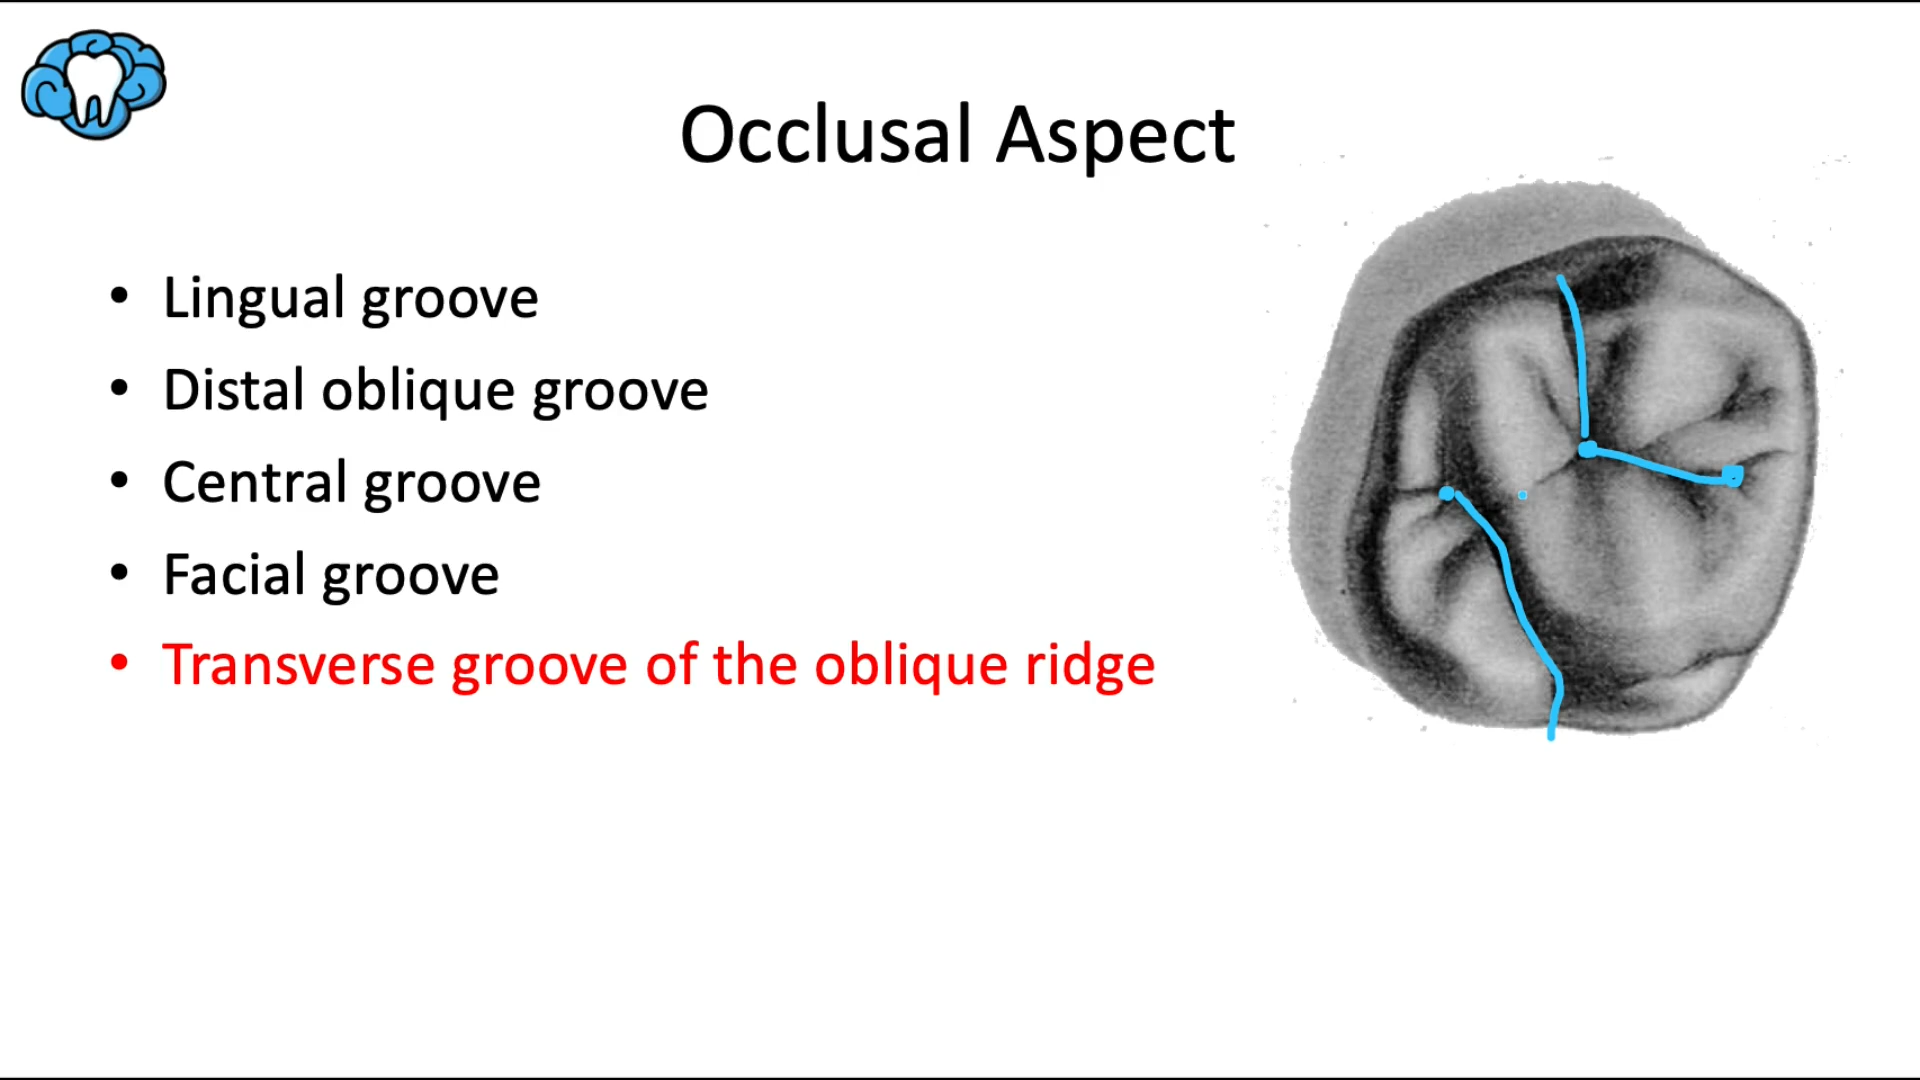 Occlusal Aspect
• Lingual groove
• Distal oblique groove
• Central groove
• Facial groove
• Transverse groove of the oblique ridge